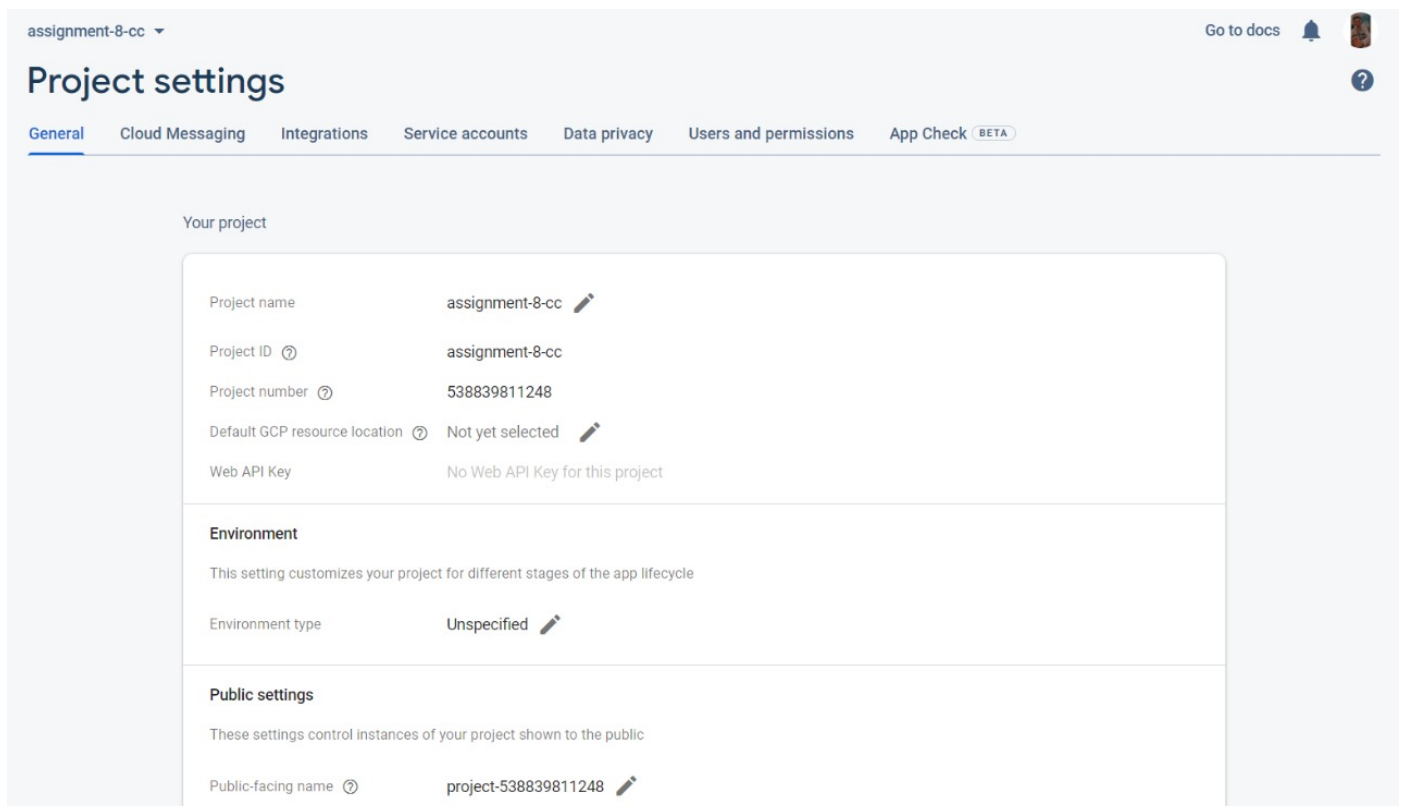 assignment-8-cc
Go to docs
Project settings
General Cloud Messaging Integrations Service accounts Data privacy Users and permissions App Check BETA
Your project
Project name assignment-8-cc
Project ID assignment-8-cc
Project number 538839811248
Default GCP resource location Not yet selected
Web API Key No Web API Key for this project
Environment
This setting customizes your project for different stages of the app lifecycle
Environment type Unspecified
Public settings
These settings control instances of your project shown to the public
Public-facing name project-538839811248